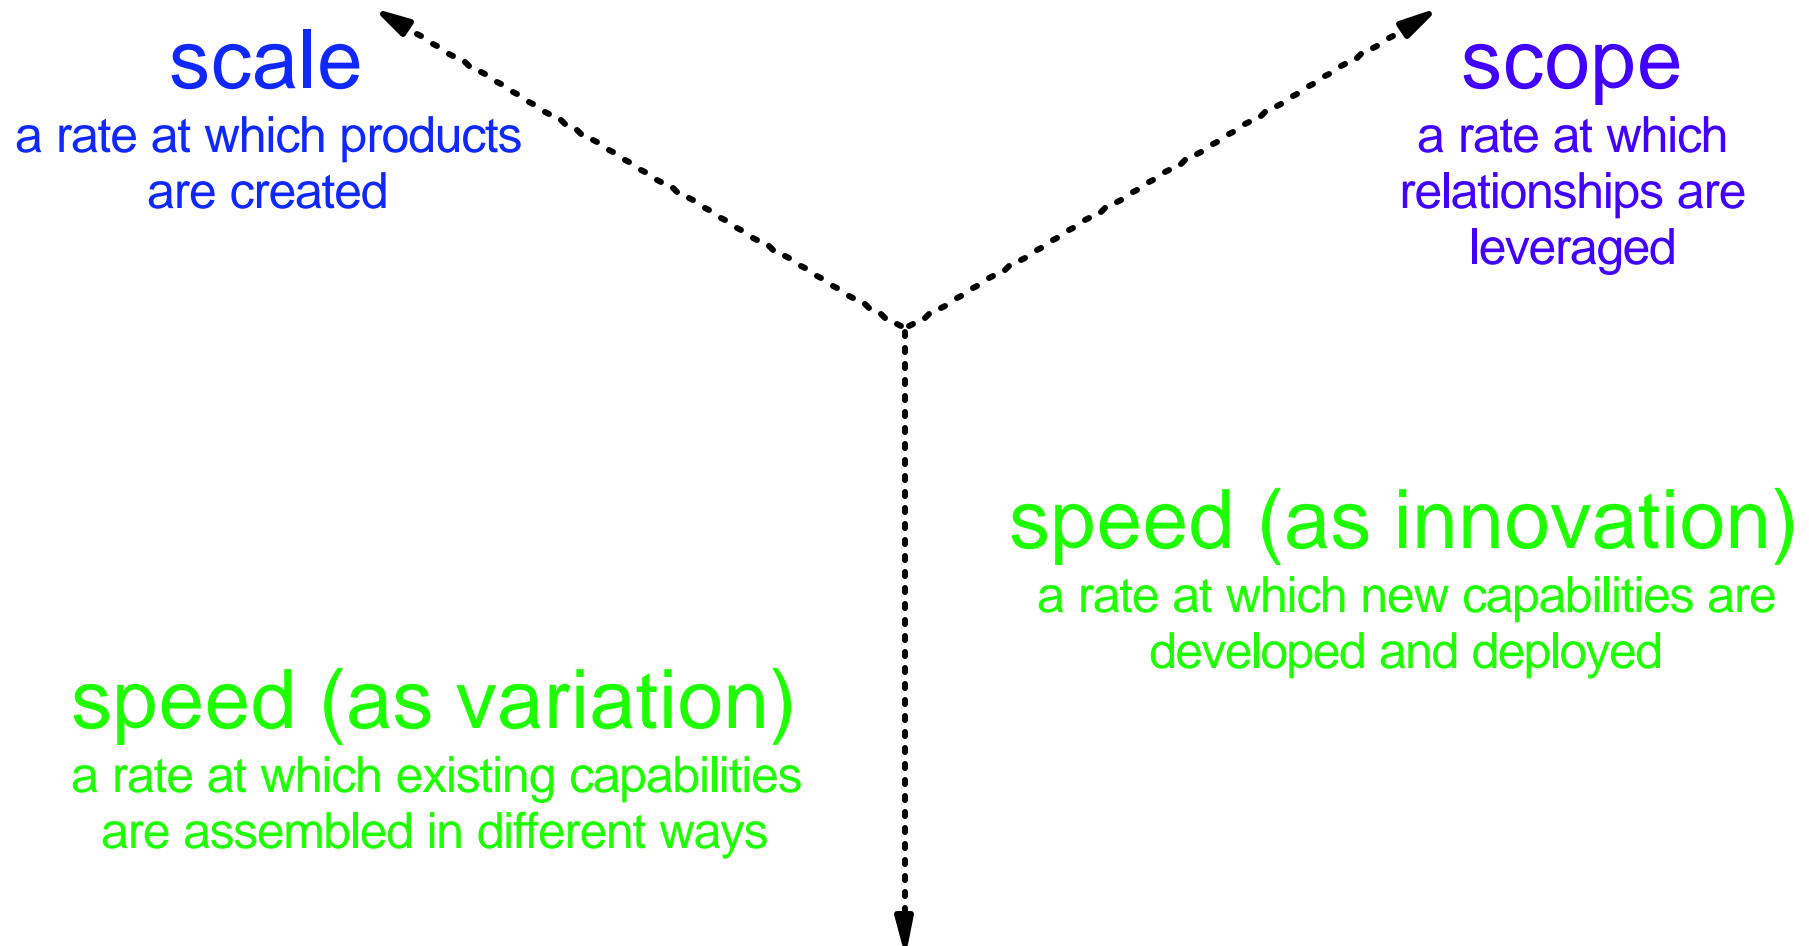 scale
a rate at which products
are created
scope
a rate at which
relationships are
leveraged
speed (as innovation)
a rate at which new capabilities are
developed and deployed
speed (as variation)
a rate at which existing capabilities
are assembled in different ways